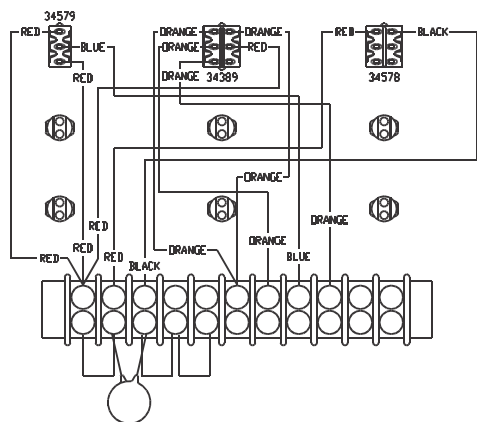 34579
RED
ORANGE
ORANGE
RED
BLACK
BLUE
ORANGE
RED
RED
ORANGE
34389
34578
ORANGE
ORANGE
RED
RED
ORANGE
ORANGE
RED
RED
BLUE
BLACK